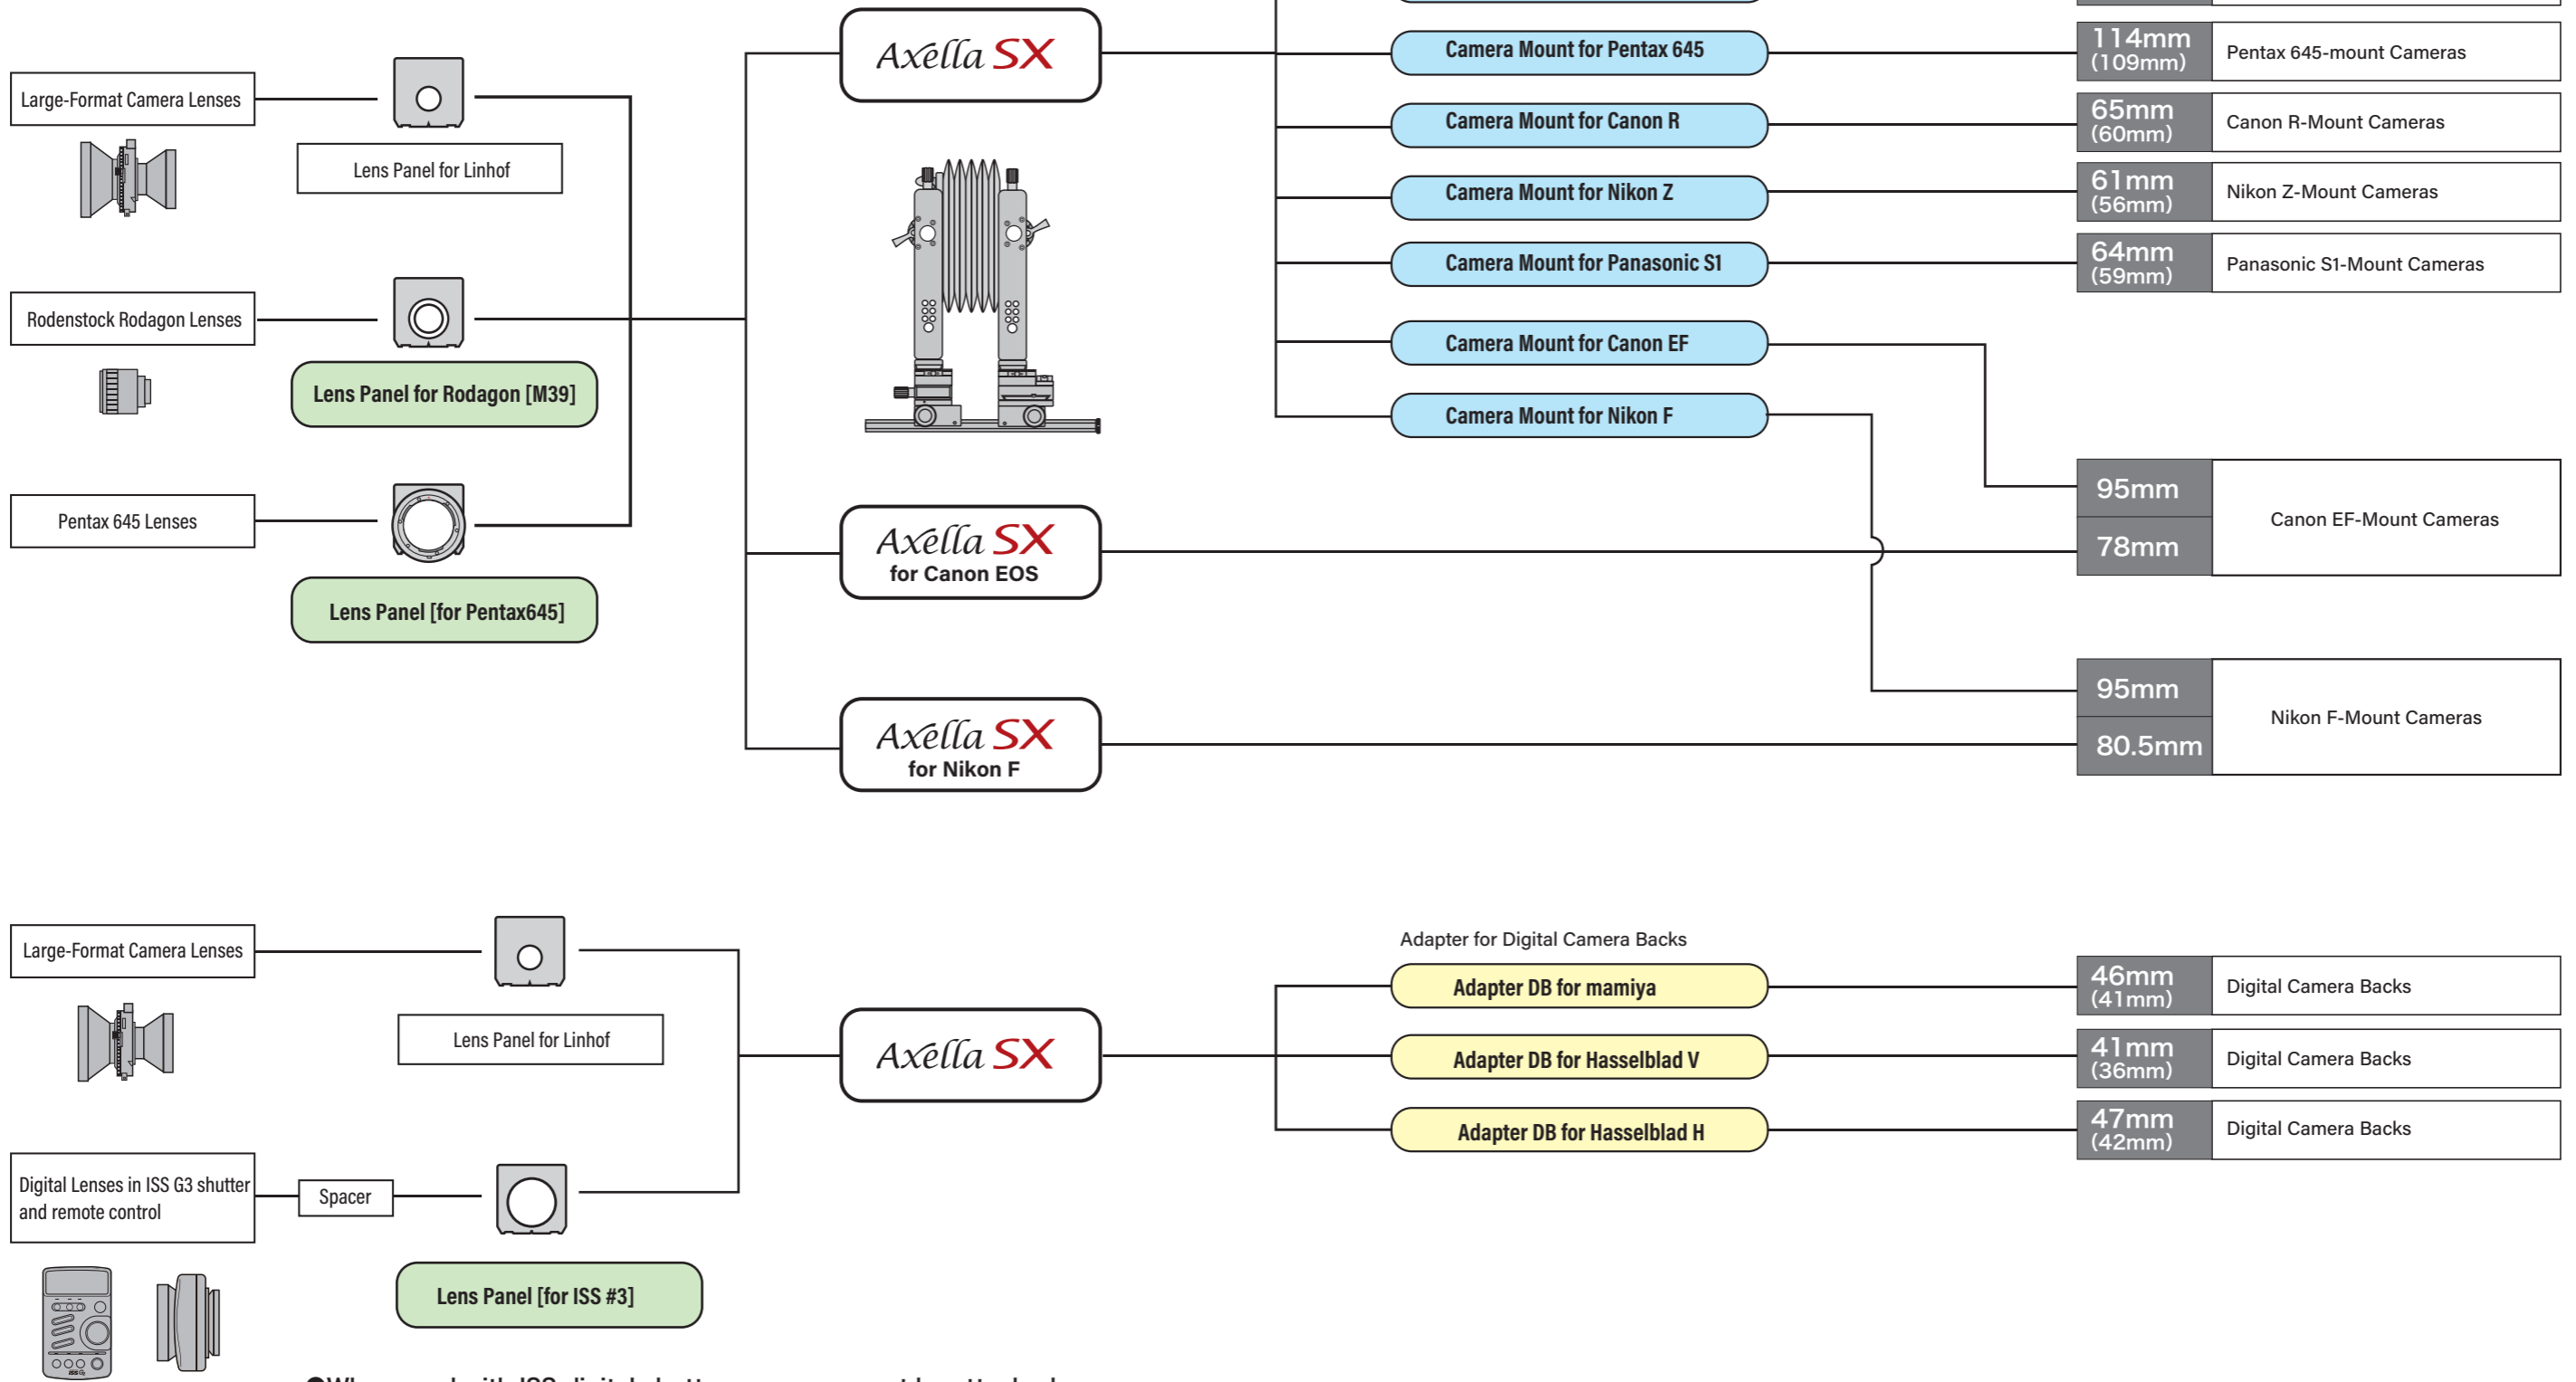 Axella SX
Camera Mount for Pentax 645
114mm
(109mm)
Pentax 645-mount Cameras
Large-Format Camera Lenses
Lens Panel for Linhof
Camera Mount for Canon R
65mm
(60mm)
Canon R-Mount Cameras
Camera Mount for Nikon Z
61mm
(56mm)
Nikon Z-Mount Cameras
Camera Mount for Panasonic S1
64mm
(59mm)
Panasonic S1-Mount Cameras
Rodenstock Rodagon Lenses
Lens Panel for Rodagon [M39]
Camera Mount for Canon EF
Camera Mount for Nikon F
Pentax 645 Lenses
Lens Panel [for Pentax645]
Axella SX
for Canon EOS
95mm
78mm
Canon EF-Mount Cameras
Axella SX
for Nikon F
95mm
80.5mm
Nikon F-Mount Cameras
Large-Format Camera Lenses
Lens Panel for Linhof
Axella SX
Adapter for Digital Camera Backs
Adapter DB for mamiya
46mm
(41mm)
Digital Camera Backs
Adapter DB for Hasselblad V
41mm
(36mm)
Digital Camera Backs
Adapter DB for Hasselblad H
47mm
(42mm)
Digital Camera Backs
Digital Lenses in ISS G3 shutter
and remote control
Spacer
Lens Panel [for ISS #3]